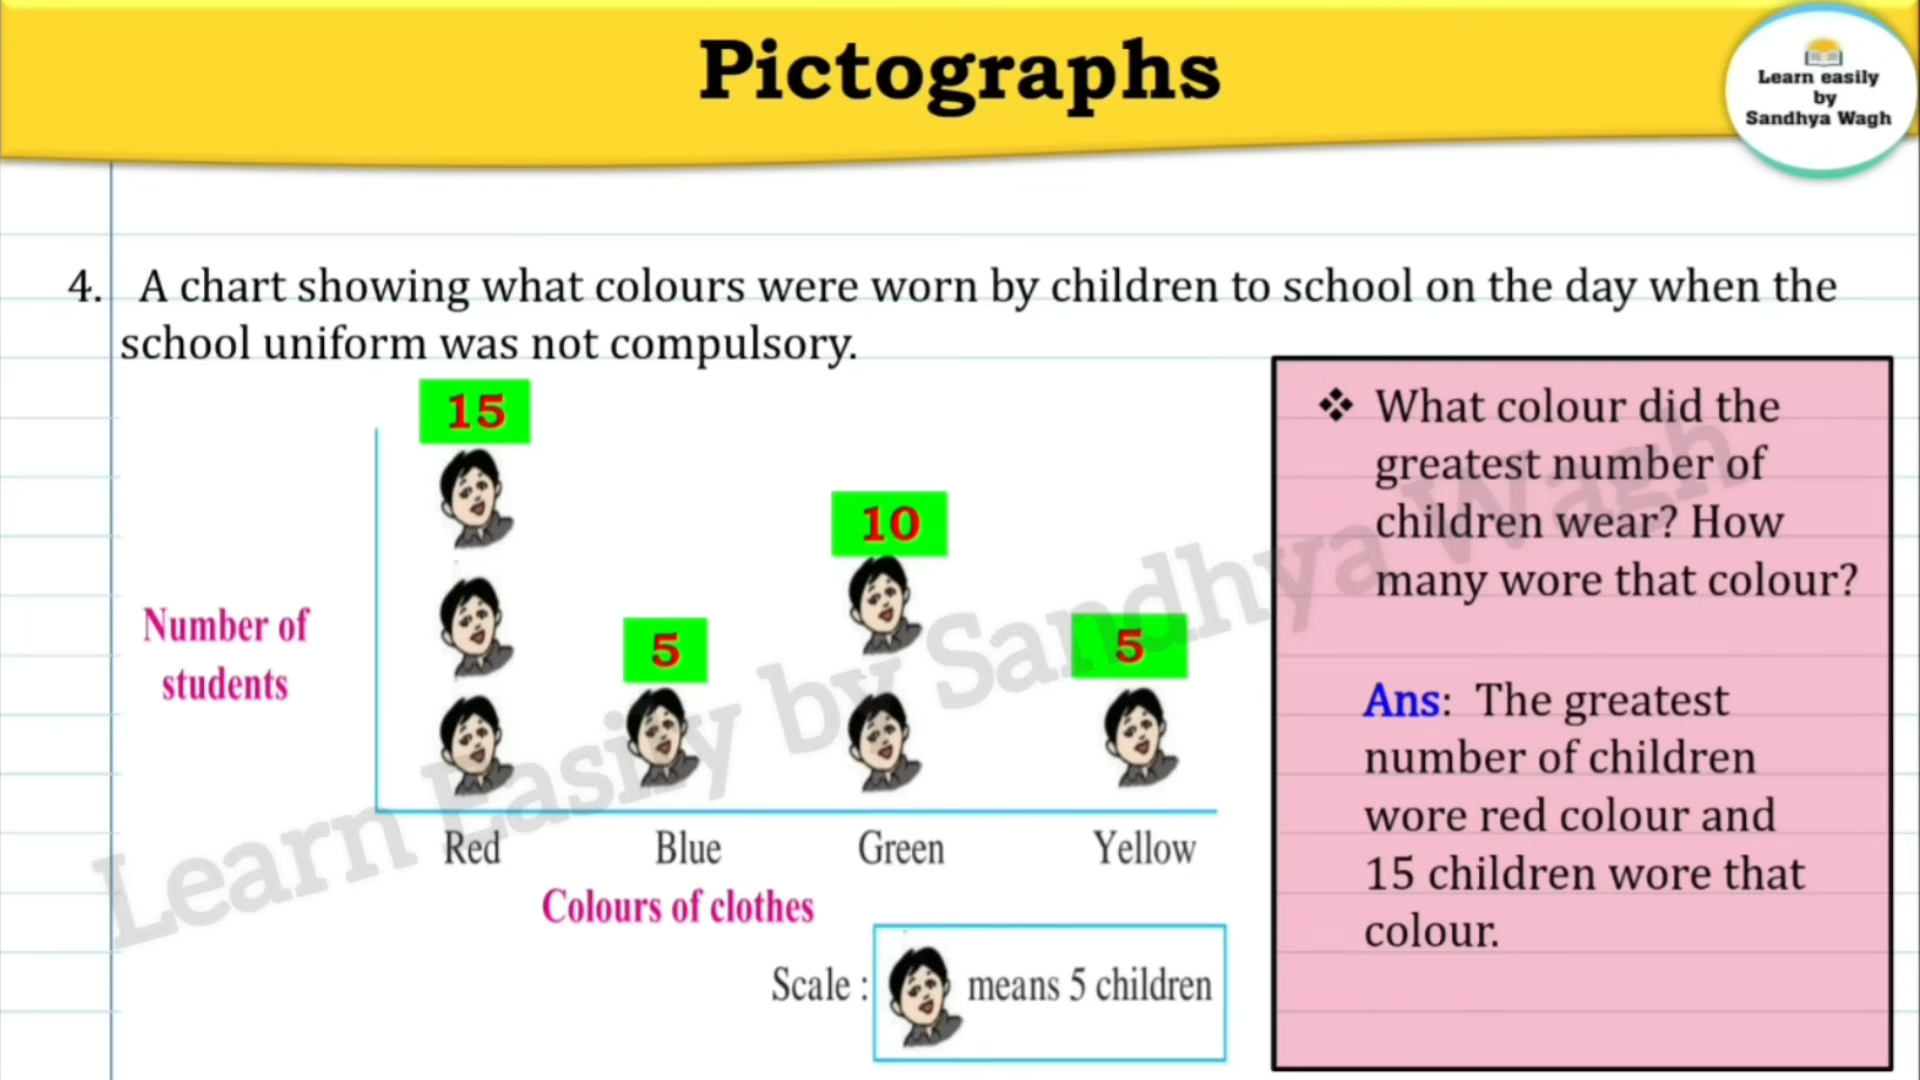 Pictographs
Learn easily
by
Sandhya Wagh
4. A chart showing what colours were worn by children to school on the day when the
school uniform was not compulsory.
15
10
5
5
Number of
students
Red Blue Green Yellow
Colours of clothes
Scale : means 5 children
❖ What colour did the
greatest number of
children wear? How
many wore that colour?
Ans: The greatest
number of children
wore red colour and
15 children wore that
colour.
Learn Easily by Sandhya Wagh